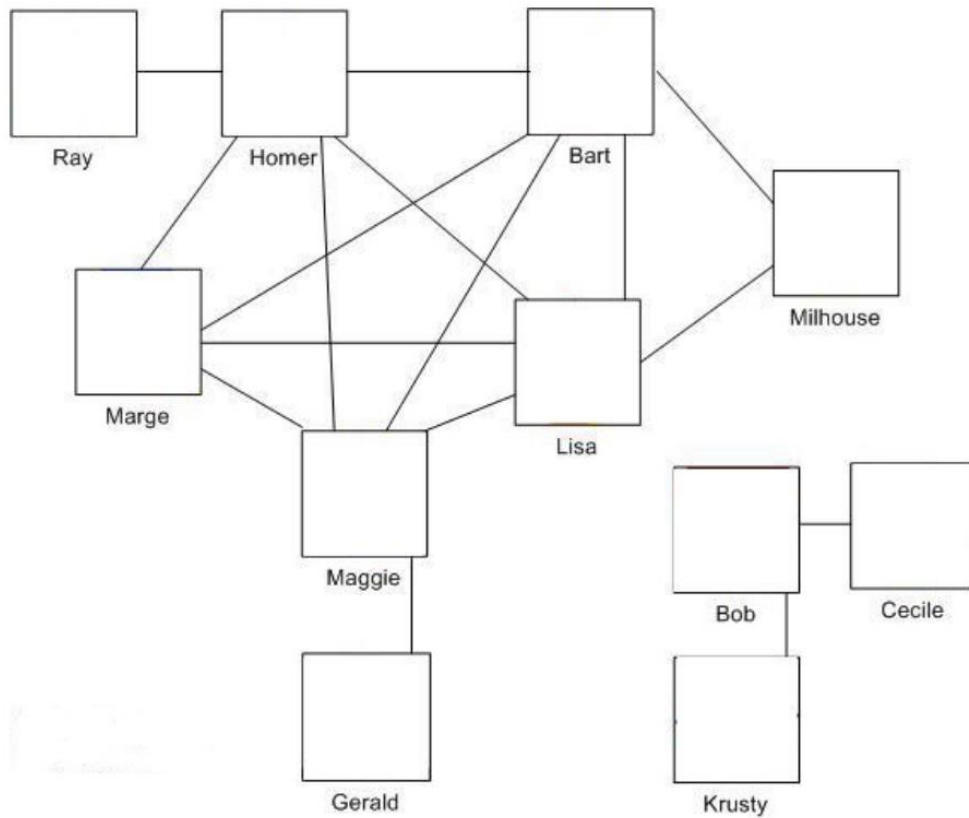 Ray
Homer
Bart
Milhouse
Marge
Lisa
Maggie
Bob
Cecile
Gerald
Krusty